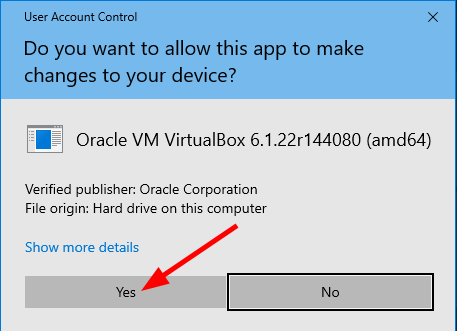 User Account Control
Do you want to allow this app to make
changes to your device?
Oracle VM VirtualBox 6.1.22r144080 (amd64)
Verified publisher: Oracle Corporation
File origin: Hard drive on this computer
Show more details
Yes
No